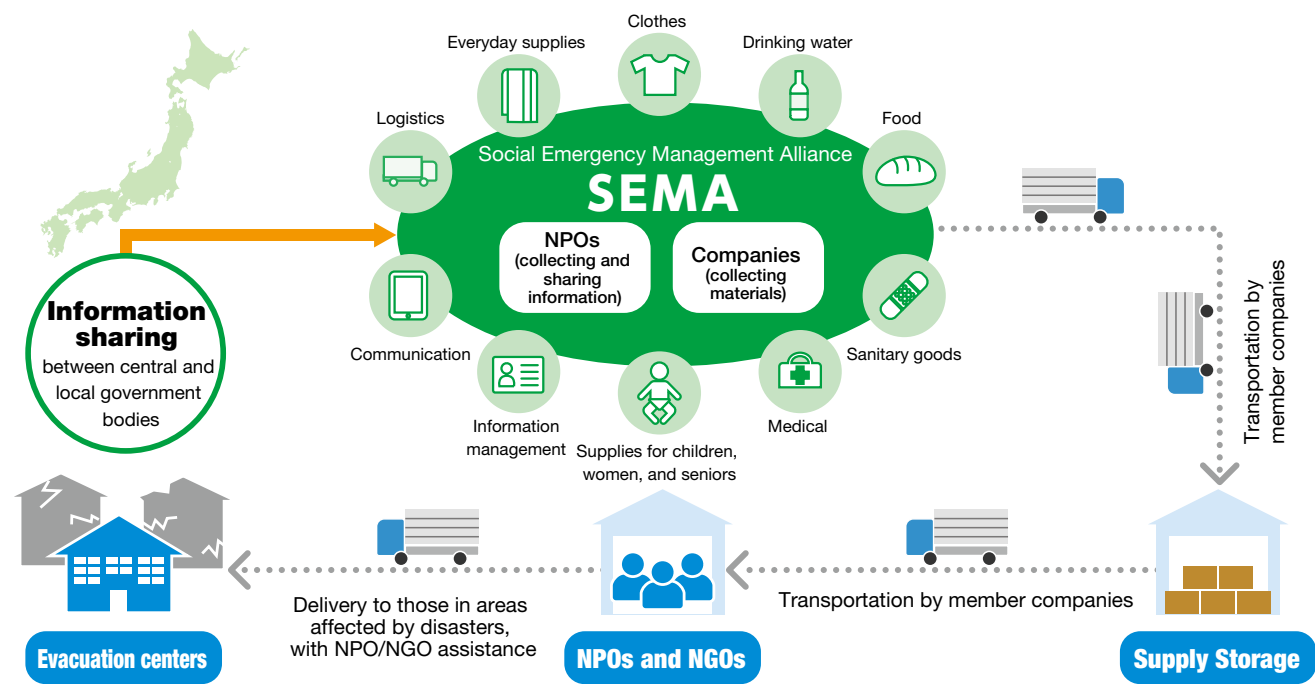 Clothes
Everyday supplies
Drinking water
Logistics
Food
Social Emergency Management Alliance
SEMA
NPOs
(collecting and
sharing
information)
Companies
(collecting
materials)
Information
sharing
between central and
local government
bodies
Communication
Sanitary goods
Information
management
Medical
Supplies for children,
women, and seniors
Transportation by
member companies
Transportation by member companies
Delivery to those in areas
affected by disasters,
with NPO/NGO assistance
Evacuation centers
NPOs and NGOs
Supply Storage